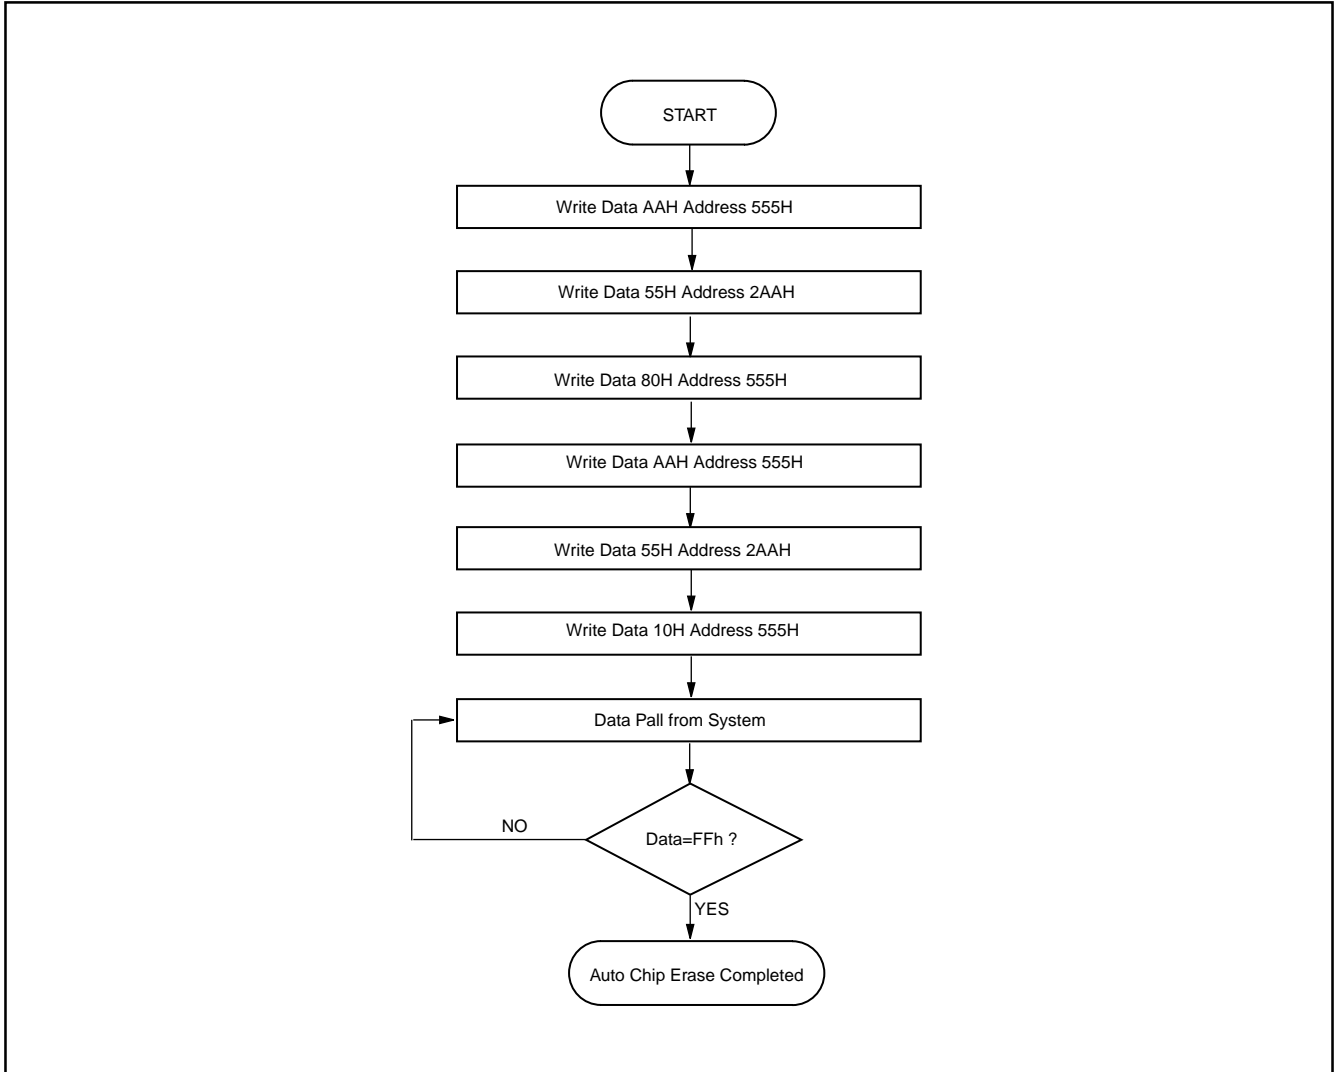 START
Write Data AAH Address 555H
Write Data 55H Address 2AAH
Write Data 80H Address 555H
Write Data AAH Address 555H
Write Data 55H Address 2AAH
Write Data 10H Address 555H
Data Pall from System
NO
Data=FFh ?
YES
Auto Chip Erase Completed